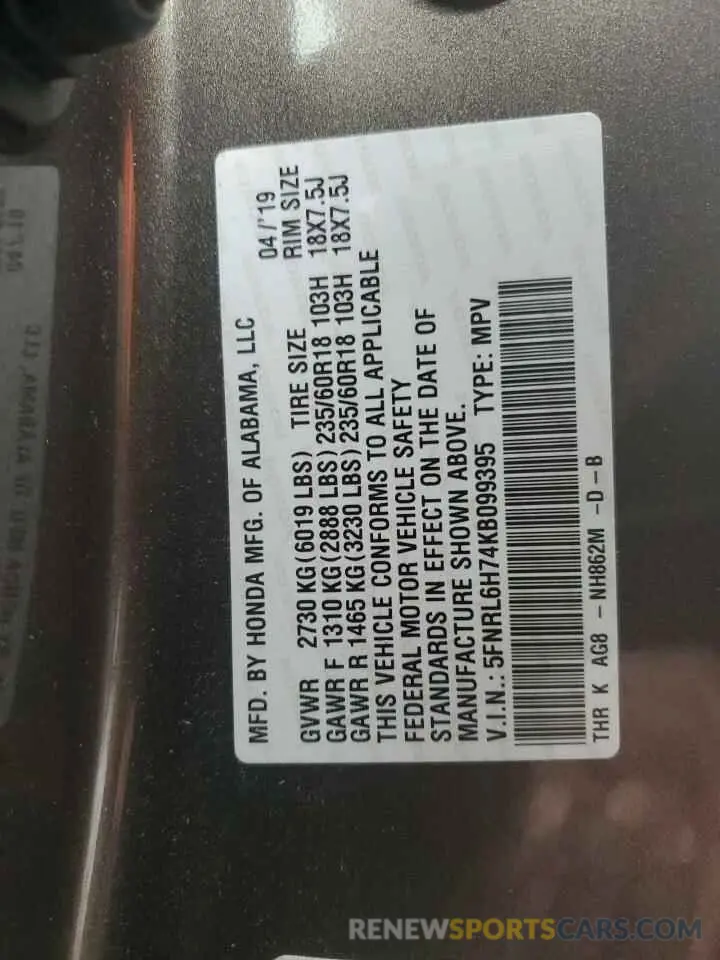 MFD. BY HONDA MFG. OF ALABAMA, LLC 04/'19
GVWR 2730 KG(6019 LBS) TIRE SIZE RIM SIZE
GAWR F 1310 KG(2888 LBS)235/60R18 103H 18X7.5J
GAWR R 1465 KG(3230 LBS)235/60R18 103H 18X7.5J
THIS VEHICLE CONFORMS TO ALL APPLICABLE
FEDERAL MOTOR VEHICLE SAFETY
STANDARDS IN EFFECT ON THE DATE OF
MANUFACTURE SHOWN ABOVE.
V.I.N.: 5FNRL6H74KB099395 TYPE: MPV
THR K AG8 - NH862M -D-B
RENEWSPORTSCARS.COM